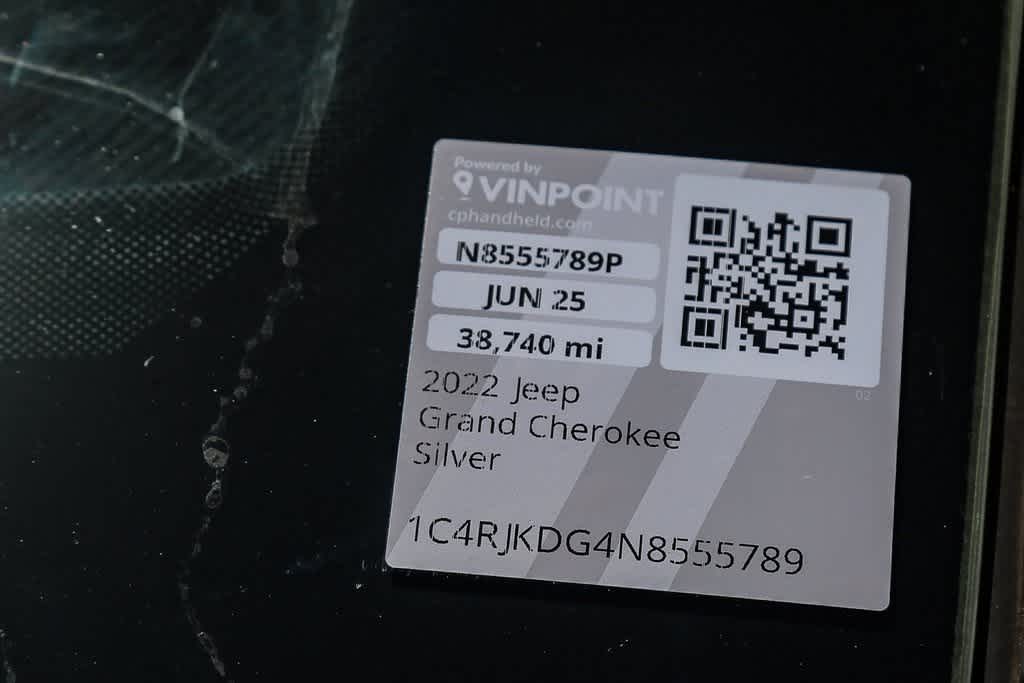 Powered by
VINPOINT
cphandheld.com
N8555789P
JUN 25
38,740 mi
02
2022 Jeep
Grand Cherokee
Silver
1C4RJKDG4N8555789